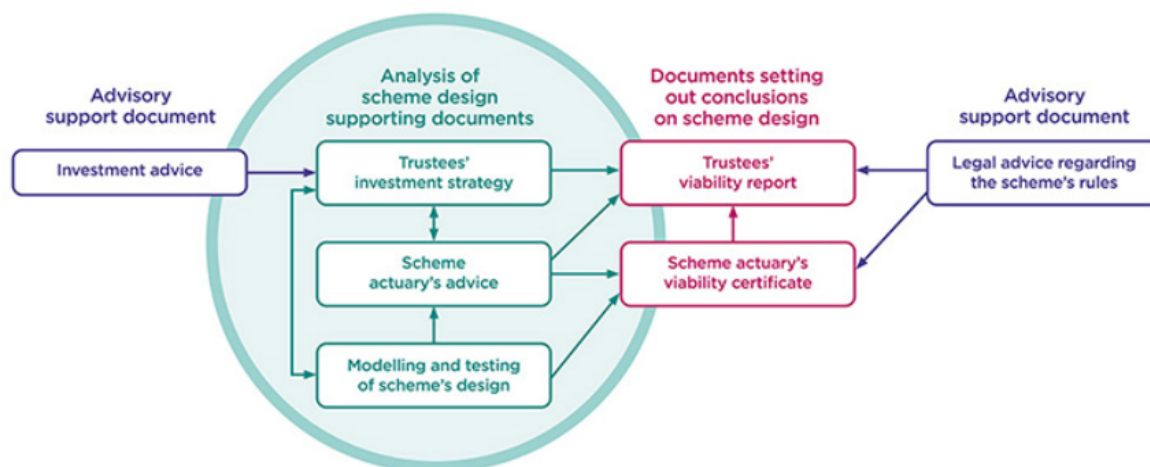 Advisory
support document
Investment advice
Analysis of
scheme design
supporting documents
Trustees'
investment strategy
Scheme
actuary's advice
Modelling and testing
of scheme's design
Documents setting
out conclusions
on scheme design
Trustees'
viability report
Scheme actuary's
viability certificate
Advisory
support document
Legal advice regarding
the scheme's rules